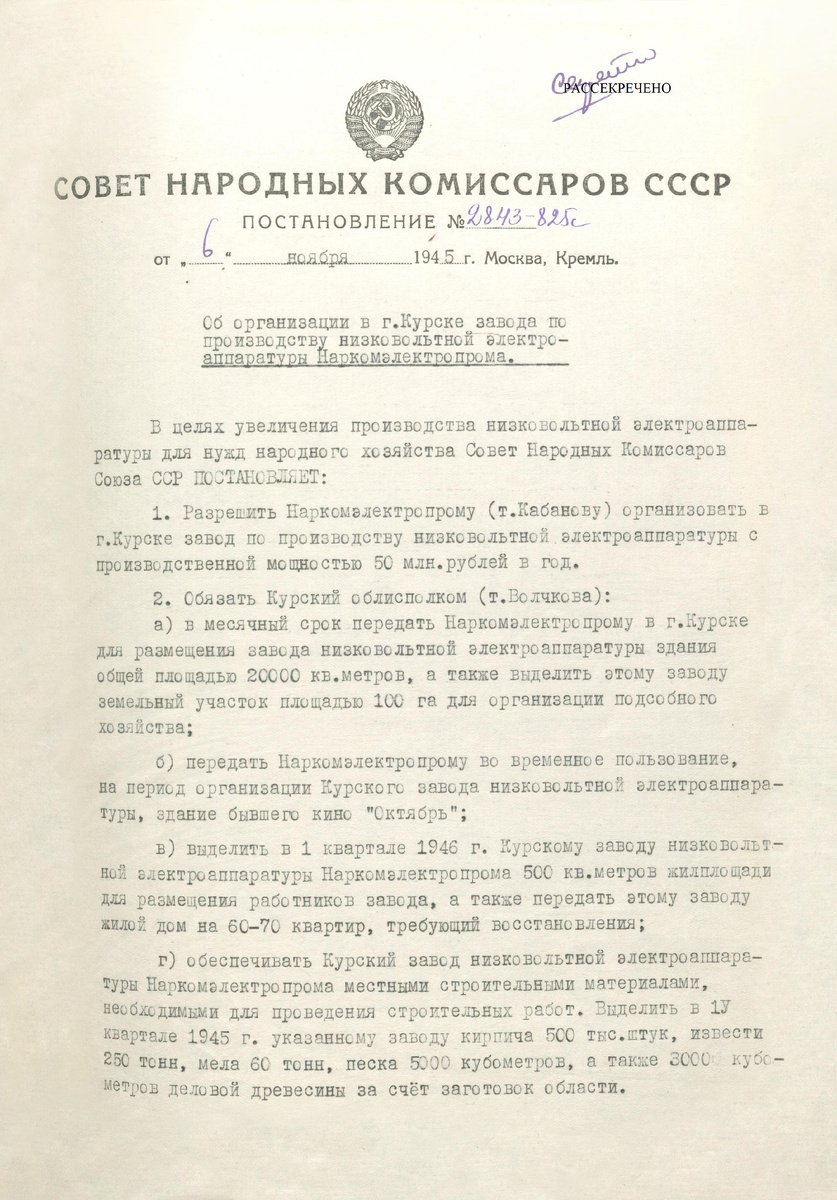 Секретно
РАССЕКРЕЧЕНО
СОВЕТ НАРОДНЫХ КОМИССАРОВ СССР
ПОСТАНОВЛЕНИЕ №2843-825с
от „6" ноября 1945 г. Москва, Кремль.
Об организации в г.Курске завода по
производству низковольтной электро-
аппаратуры Наркомэлектропрома.
В целях увеличения производства низковольтной электроаппа-
ратуры для нужд народного хозяйства Совет Народных Комиссаров
Союза ССР ПОСТАНОВЛЯЕТ:
1. Разрешить Наркомэлектропрому (т.Кабанову) организовать в
г.Курске завод по производству низковольтной электроаппаратуры с
производственной мощностью 50 млн.рублей в год.
2. Обязать Курский облисполком (т.Волчкова):
а) в месячный срок передать Наркомэлектропрому в г.Курске
для размещения завода низковольтной электроаппаратуры здания
общей площадью 20000 кв.метров, а также выделить этому заводу
земельный участок площадью 100 га для организации подсобного
хозяйства;
б) передать Наркомэлектропрому во временное пользование,
на период организации Курского завода низковольтной электроаппара-
туры, здание бывшего кино "Октябрь";
в) выделить в 1 квартале 1946 г. Курскому заводу низковольт-
ной электроаппаратуры Наркомэлектропрома 500 кв.метров жилплощади
для размещения работников завода, а также передать этому заводу
жилой дом на 60-70 квартир, требующий восстановления;
г) обеспечивать Курский завод низковольтной электроаппара-
туры Наркомэлектропрома местными строительными материалами,
необходимыми для проведения строительных работ. Выделить в 1У
квартале 1945 г. указанному заводу кирпича 500 тыс.штук, извести
250 тонн, мела 60 тонн, песка 5000 кубометров, а также 3000 кубо-
метров деловой древесины за счёт заготовок области.